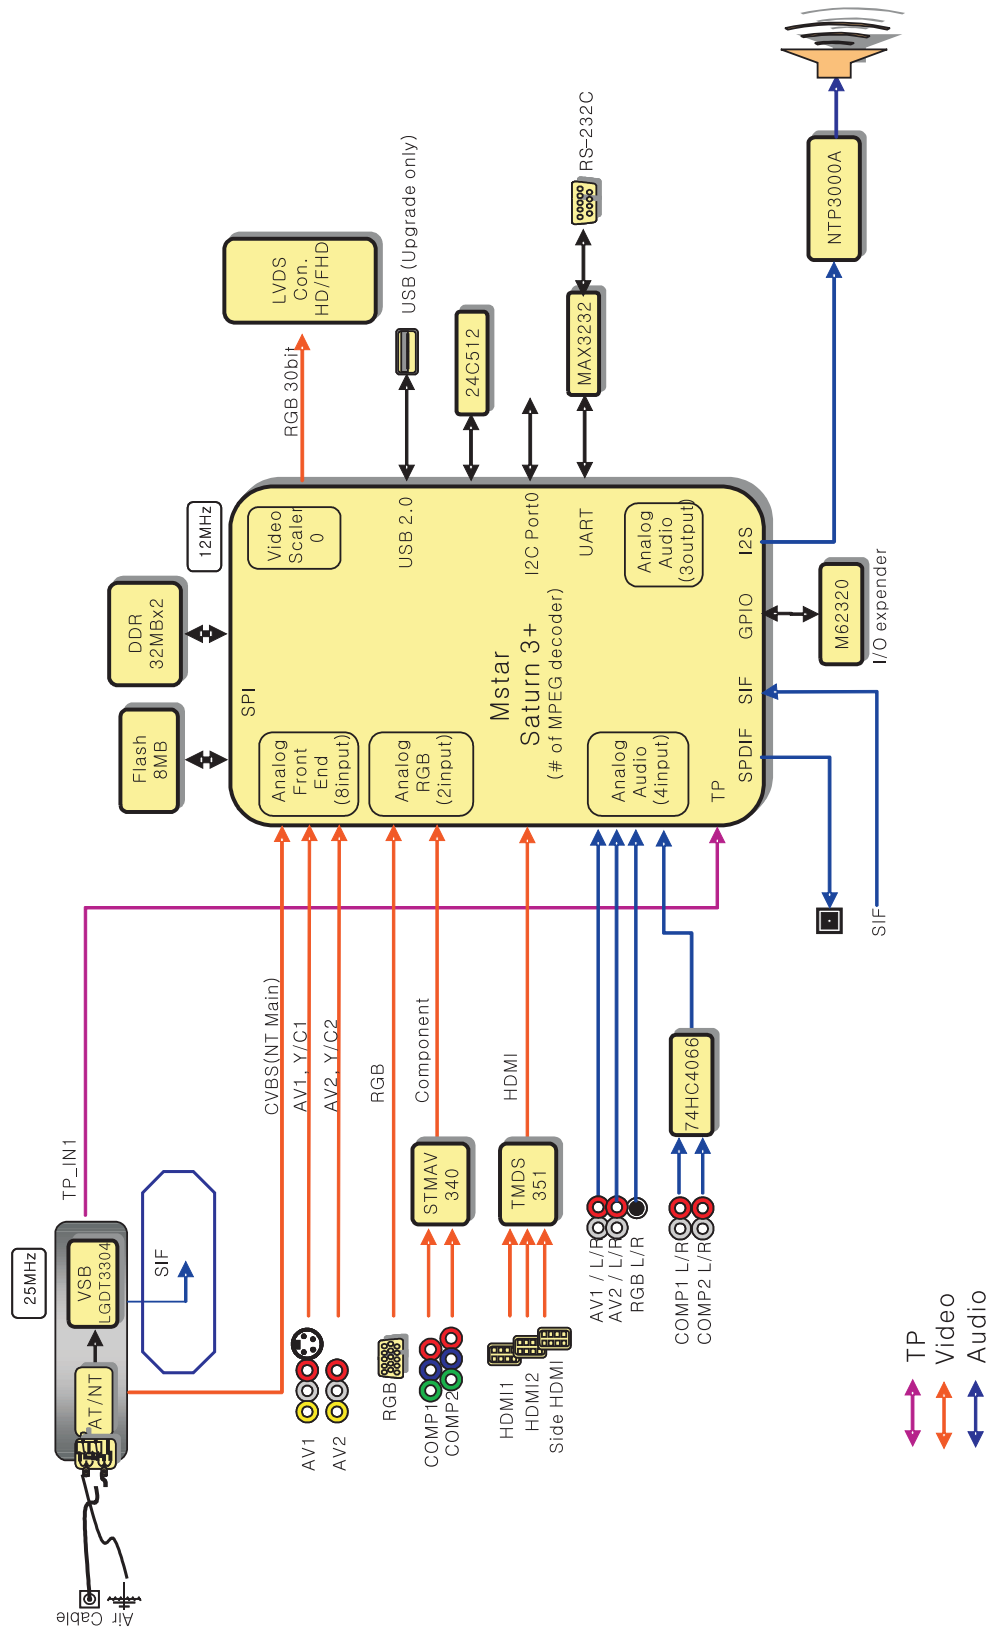 Cable
Air
25MHz
AT/NT
VSB
LGDT3304
SIF
TP_IN1
CVBS(NT Main)
AV1, Y/C1
AV2, Y/C2
RGB
Component
HDMI
AV1
AV2
RGB
COMP1
COMP2
STMAV
340
HDMI1
HDMI2
Side HDMI
TMDS
351
AV1 / L/R
AV2 / L/R
RGB L/R
COMP1 L/R
COMP2 L/R
74HC4066
SIF
Flash
8MB
DDR
32MBx2
12MHz
SPI
Analog
Front
End
(8input)
Analog
RGB
(2input)
Mstar
Saturn 3+
(# of MPEG decoder)
Analog
Audio
(4input)
TP
SPDIF
SIF
GPIO
I2S
Video
Scaler
0
USB 2.0
I2C Port0
UART
Analog
Audio
(3output)
RGB 30bit
LVDS
Con.
HD/FHD
USB (Upgrade only)
24C512
MAX3232
RS-232C
M62320
I/O expender
NTP3000A
TP
Video
Audio